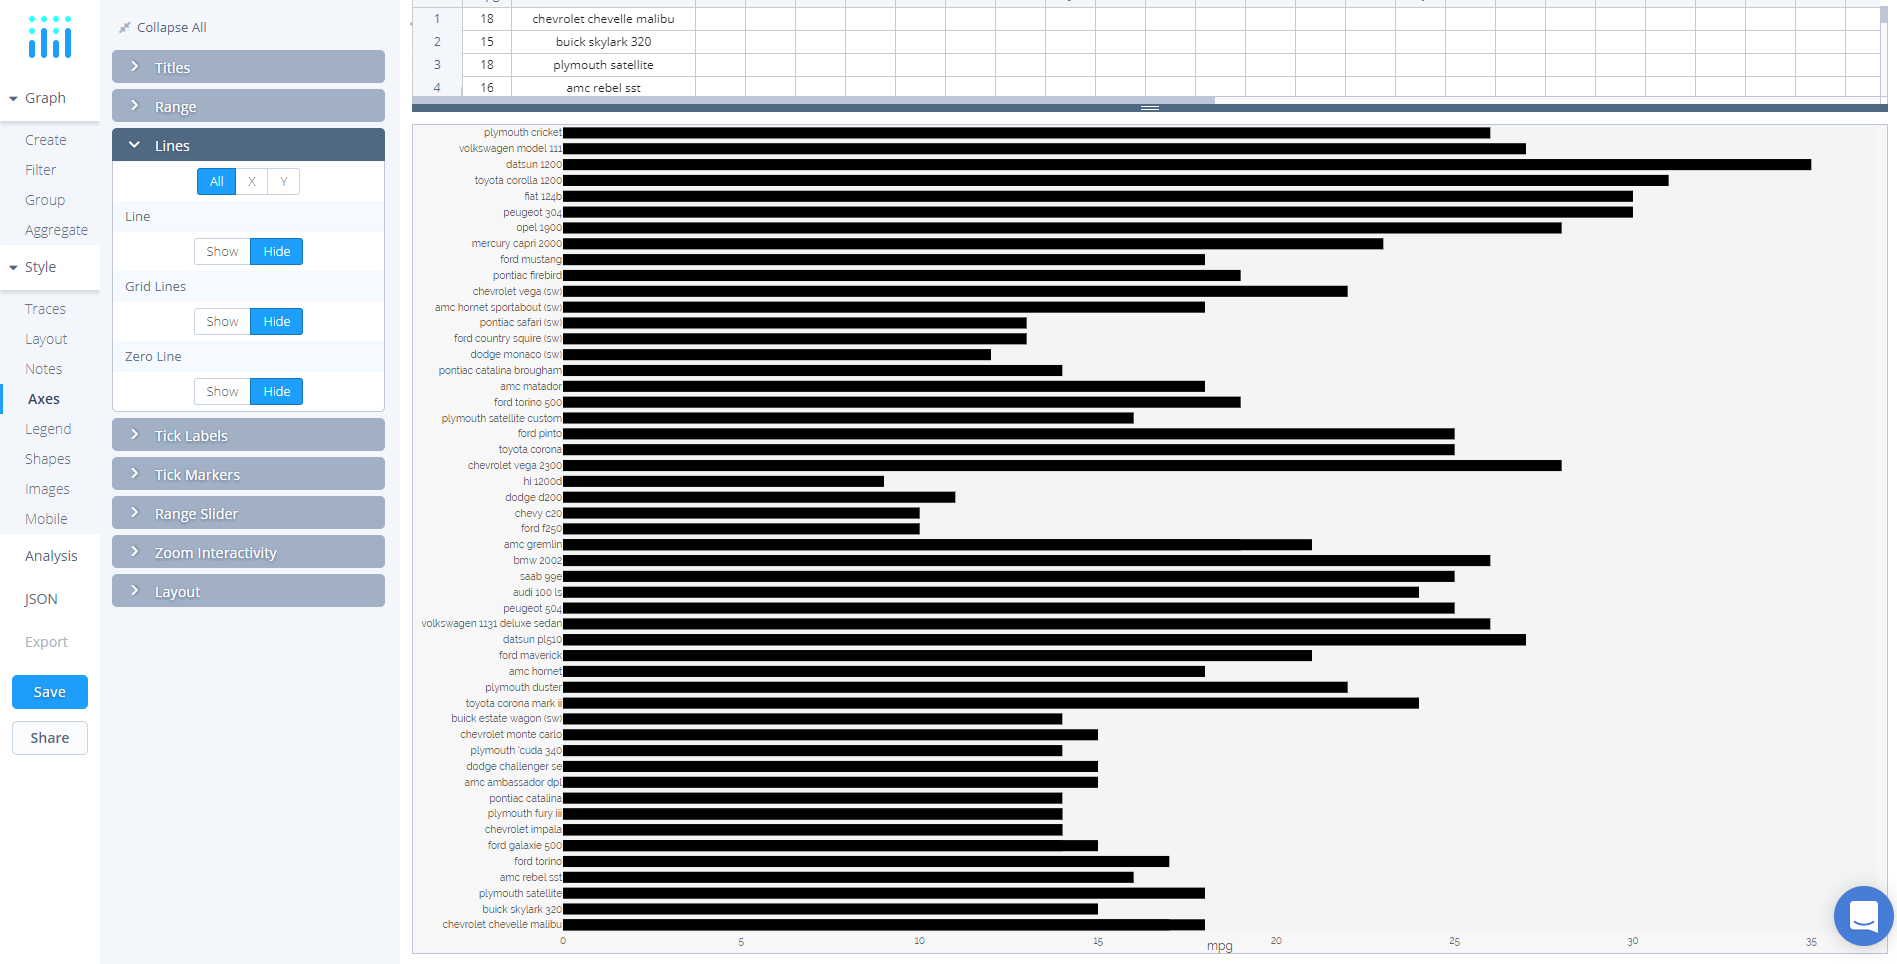 Collapse All
Graph
Create
Filter
Group
Aggregate
Style
Traces
Layout
Notes
Axes
Legend
Shapes
Images
Mobile
Analysis
JSON
Export
Save
Share
Titles
Range
Lines
All X Y
Line
Show Hide
Grid Lines
Show Hide
Zero Line
Show Hide
Tick Labels
Tick Markers
Range Slider
Zoom Interactivity
Layout
1 18 chevrolet chevelle malibu
2 15 buick skylark 320
3 18 plymouth satellite
4 16 amc rebel sst
plymouth cricket
volkswagen model 111
datsun 1200
toyota corolla 1200
fiat 124b
peugeot 304
opel 1900
mercury capri 2000
ford mustang
pontiac firebird
chevrolet vega (sw)
amc hornet sportabout (sw)
pontiac safari (sw)
ford country squire (sw)
dodge monaco (sw)
pontiac catalina brougham
amc matador
ford torino 500
plymouth satellite custom
ford pinto
toyota corona
chevrolet vega 2300
hi 1200d
dodge d200
chevy c20
ford f250
amc gremlin
bmw 2002
saab 99e
audi 100 ls
peugeot 504
volkswagen 1131 deluxe sedan
datsun pl510
ford maverick
amc hornet
plymouth duster
toyota corona mark ii
buick estate wagon (sw)
chevrolet monte carlo
plymouth 'cuda 340
dodge challenger se
amc ambassador dpl
pontiac catalina
plymouth fury iii
chevrolet impala
ford galaxie 500
ford torino
amc rebel sst
plymouth satellite
buick skylark 320
chevrolet chevelle malibu
0 5 10 15 20 25 30 35
mpg